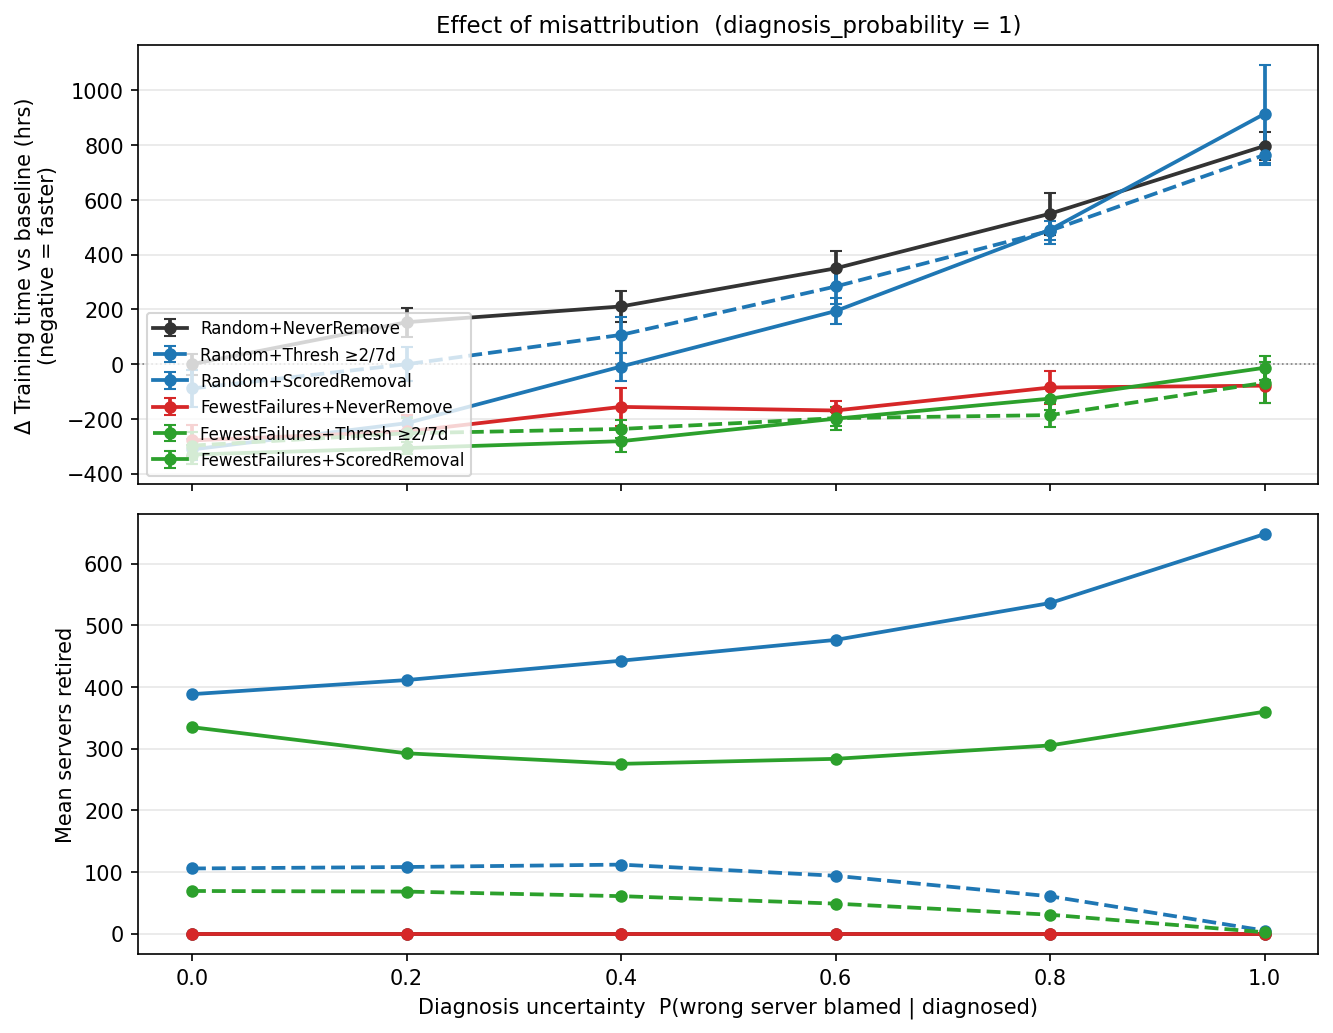 Effect of misattribution  (diagnosis_probability = 1)
Δ Training time vs baseline (hrs)
(negative = faster)
1000
800
600
400
200
0
−200
−400
Random+NeverRemove
Random+Thresh ≥2/7d
Random+ScoredRemoval
FewestFailures+NeverRemove
FewestFailures+Thresh ≥2/7d
FewestFailures+ScoredRemoval
Mean servers retired
600
500
400
300
200
100
0
0.0 0.2 0.4 0.6 0.8 1.0
Diagnosis uncertainty  P(wrong server blamed | diagnosed)